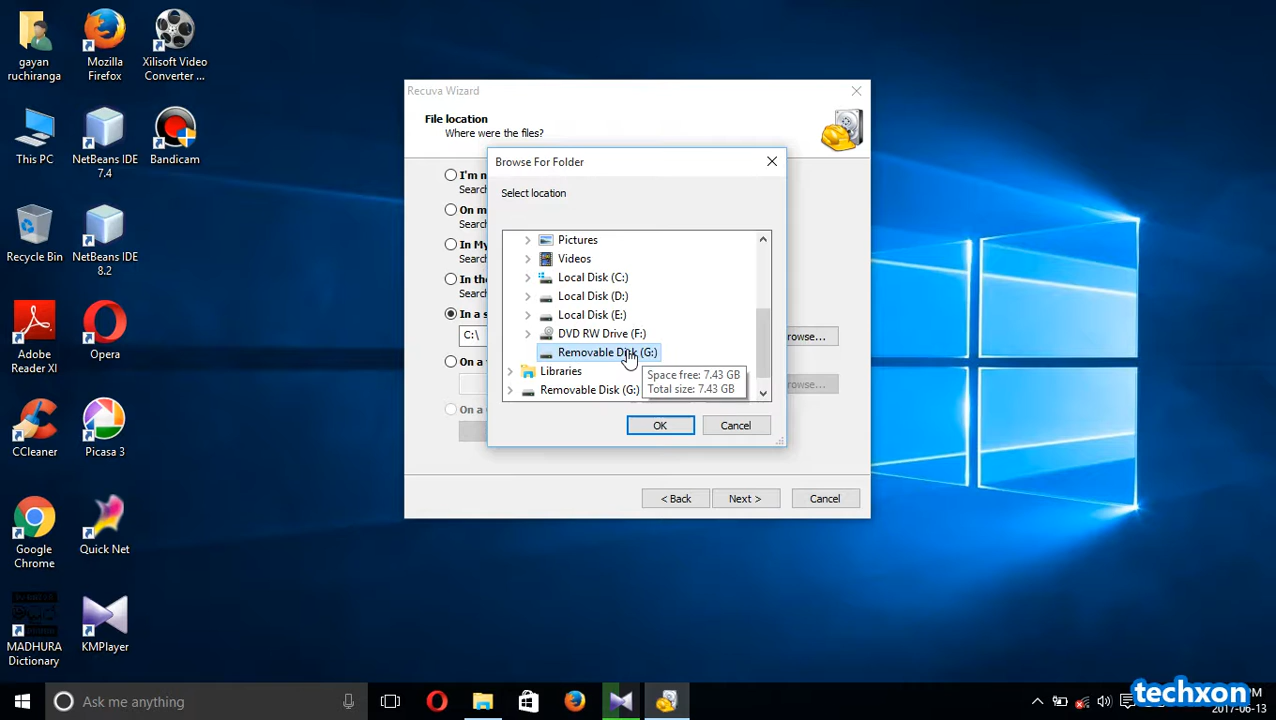 gayan
ruchiranga
Mozilla
Firefox
Xilisoft Video
Converter ...
This PC
NetBeans IDE
7.4
Bandicam
Recycle Bin
NetBeans IDE
8.2
Adobe
Reader XI
Opera
CCleaner
Picasa 3
Google
Chrome
Quick Net
MADHURA
Dictionary
KMPlayer
Recuva Wizard
File location
Where were the files?
I'm n
Searc
On m
Searc
In My
Searc
In the
Searc
In a s
C:\
rowse...
On a
rowse...
On a
Browse For Folder
Select location
Pictures
Videos
Local Disk (C:)
Local Disk (D:)
Local Disk (E:)
DVD RW Drive (F:)
Removable Disk (G:)
Libraries
Removable Disk (G:)
Space free: 7.43 GB
Total size: 7.43 GB
OK
Cancel
< Back
Next >
Cancel
Ask me anything
PM
2017-06-13
techxon